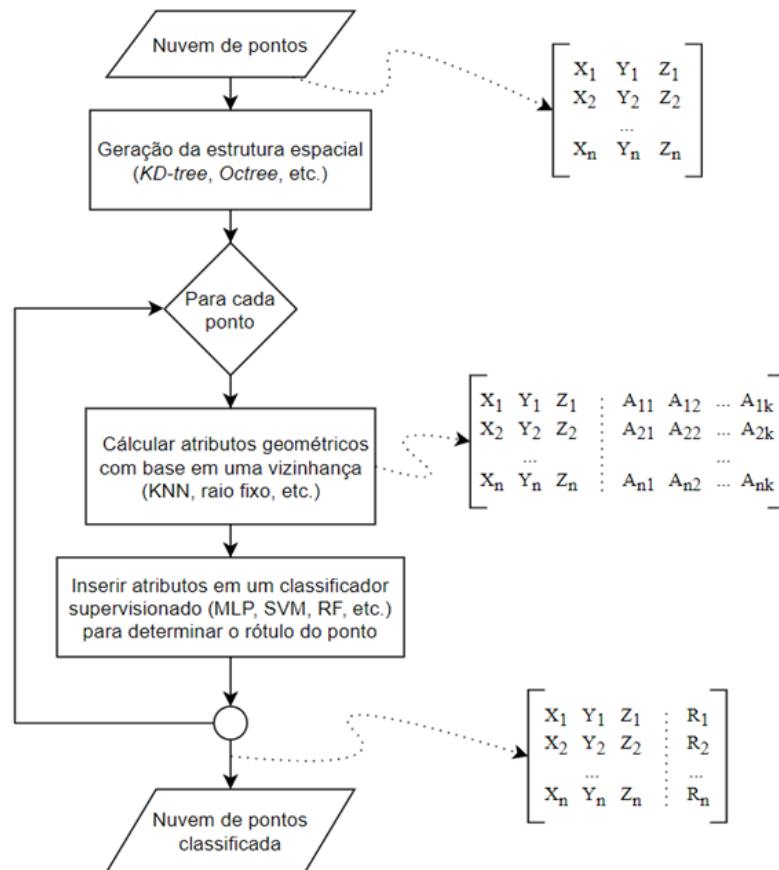 Nuvem de pontos
X1 Y1 Z1
X2 Y2 Z2
...
Xn Yn Zn
Geração da estrutura espacial
(KD-tree, Octree, etc.)
Para cada
ponto
Cálcular atributos geométricos
com base em uma vizinhança
(KNN, raio fixo, etc.)
X1 Y1 Z1 A11 A12 ... A1k
X2 Y2 Z2 A21 A22 ... A2k
... ...
Xn Yn Zn An1 An2 ... Ank
Inserir atributos em um classificador
supervisionado (MLP, SVM, RF, etc.)
para determinar o rótulo do ponto
X1 Y1 Z1 R1
X2 Y2 Z2 R2
... ...
Xn Yn Zn Rn
Nuvem de pontos
classificada